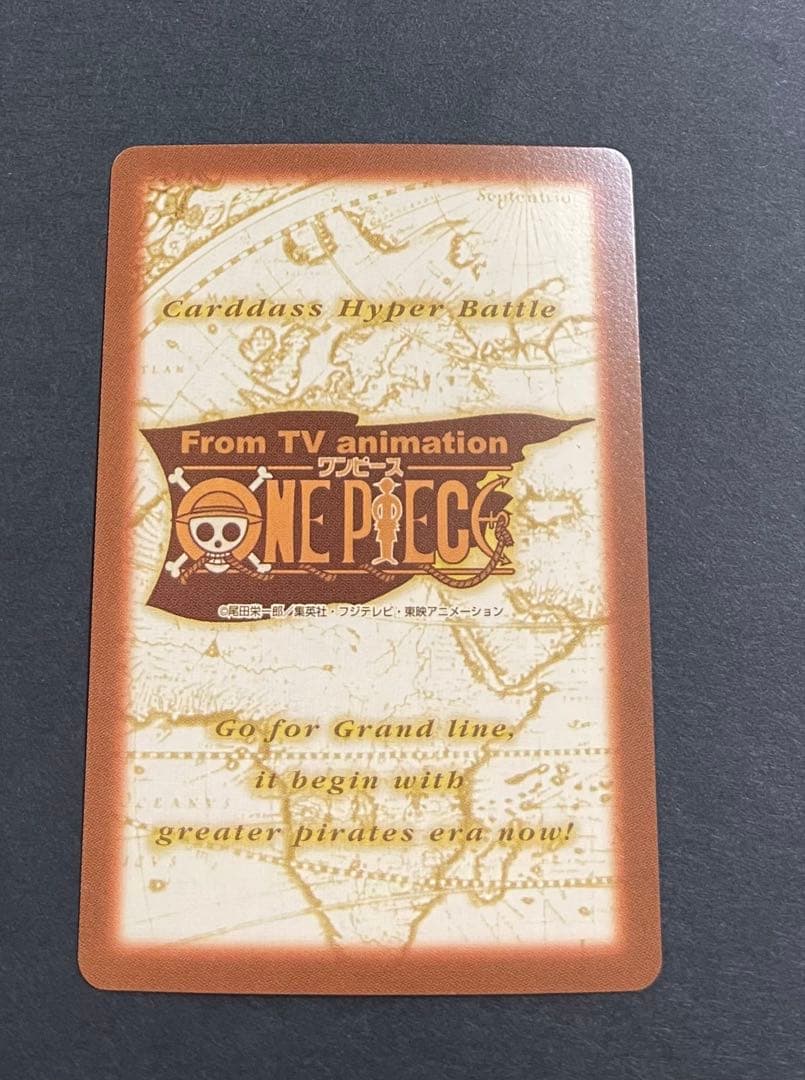 Septentrio
Carddass Hyper Battle
From TV animation
ワンピース
ONE PIECE
©尾田栄一郎／集英社・フジテレビ・東映アニメーション
Go for Grand line,
it begin with
OCEANVS
greater pirates era now!